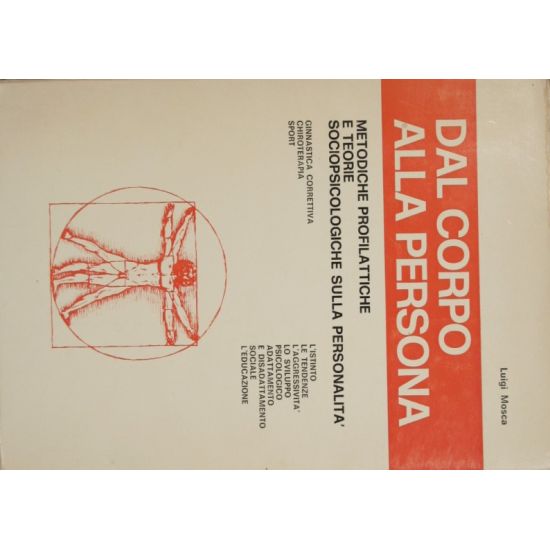 Luigi Mosca
DAL CORPO
ALLA PERSONA
METODICHE PROFILATTICHE
E TEORIE
SOCIOPSICOLOGICHE SULLA PERSONALITA'
GINNASTICA CORRETTIVA
CHIROTERAPIA
SPORT
L'ISTINTO
LE TENDENZE
L'AGGRESSIVITA'
LO SVILUPPO
PSICOLOGICO
ADATTAMENTO
E DISADATTAMENTO
SOCIALE
L'EDUCAZIONE